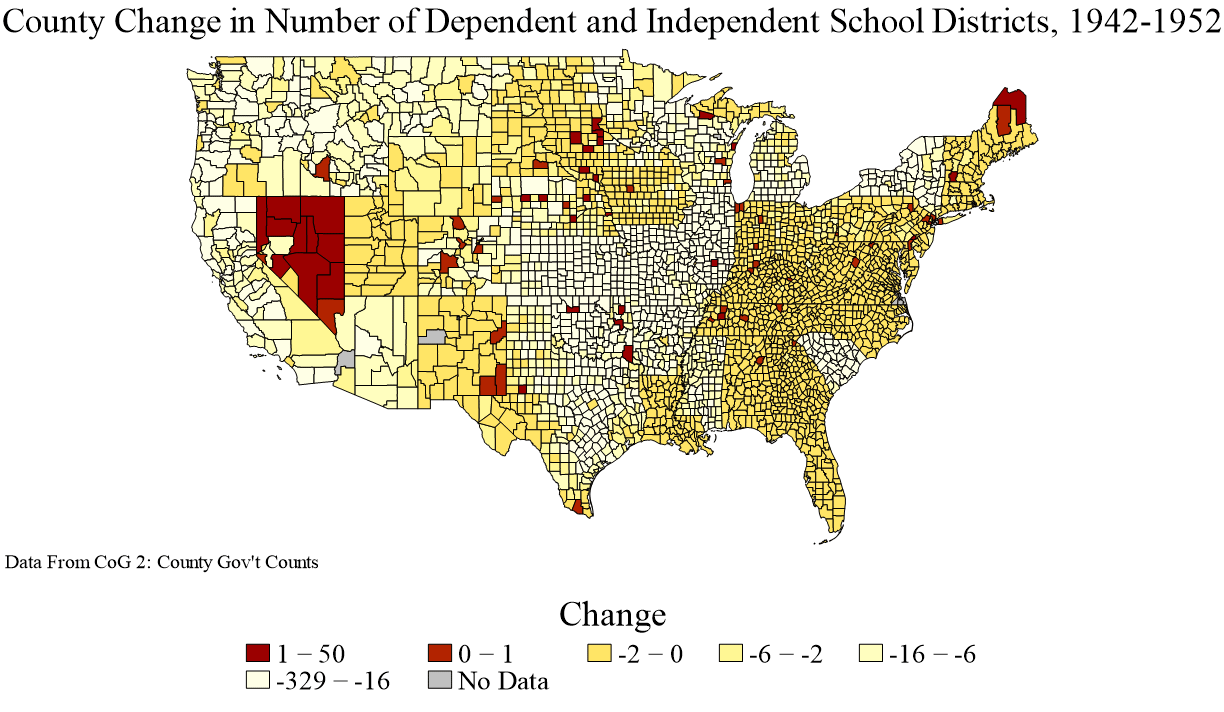 County Change in Number of Dependent and Independent School Districts, 1942-1952
Data From CoG 2: County Gov't Counts
Change
1 − 50
0 − 1
-2 − 0
-6 − -2
-16 − -6
-329 − -16
No Data